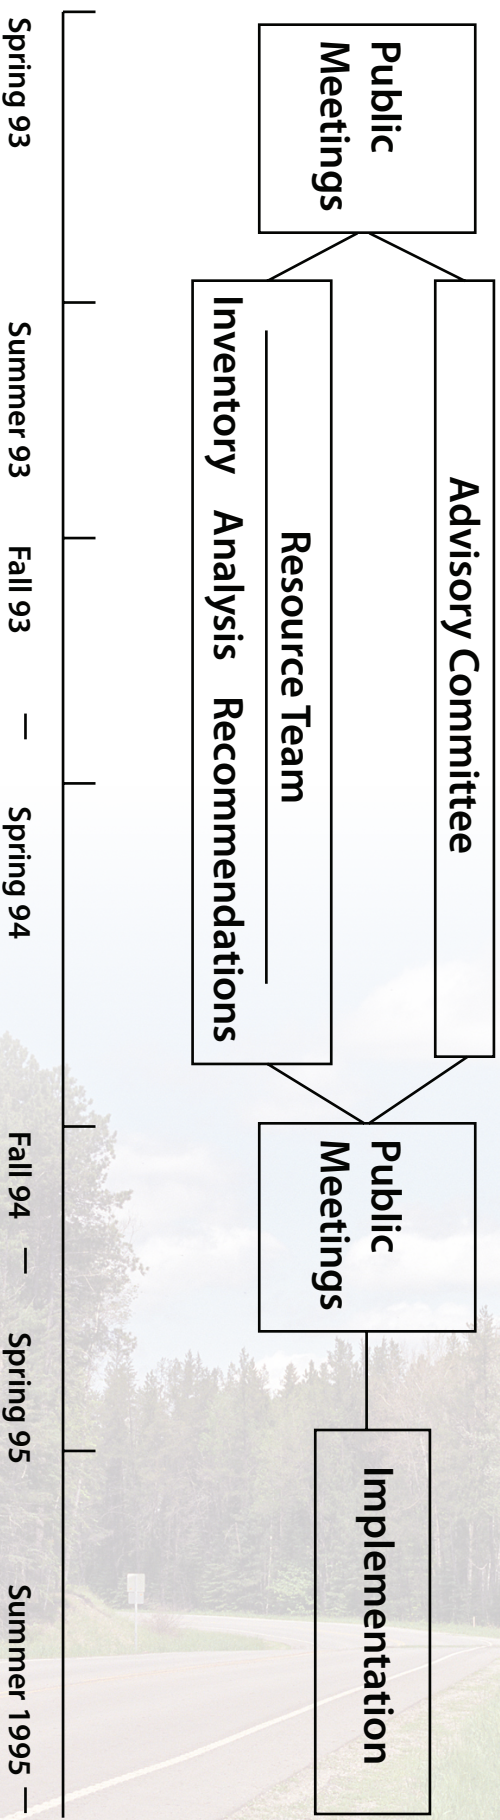 Public
Meetings
Advisory Committee
Resource Team
Inventory Analysis Recommendations
Public
Meetings
Implementation
Spring 93 Summer 93 Fall 93 — Spring 94 Fall 94 — Spring 95 Summer 1995 —